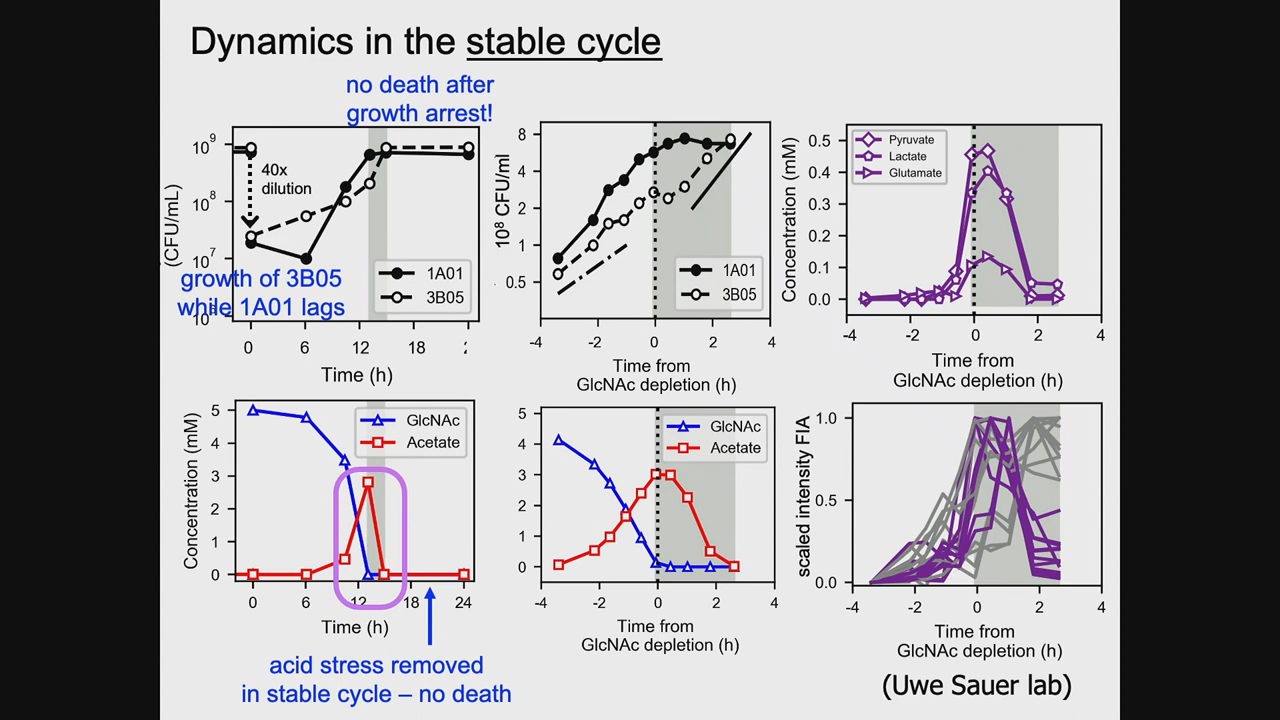 Dynamics in the stable cycle
no death after
growth arrest!
10⁹
10⁸
10⁷
(CFU/mL)
40x
dilution
1A01
3B05
growth of 3B05
while 1A01 lags
0 6 12 18
Time (h)
10⁸ CFU/ml
8
4
2
1
0.5
1A01
3B05
-4 -2 0 2 4
Time from
GlcNAc depletion (h)
Concentration (mM)
0.5
0.4
0.3
0.2
0.1
0.0
Pyruvate
Lactate
Glutamate
-4 -2 0 2 4
Time from
GlcNAc depletion (h)
Concentration (mM)
5
4
3
2
1
0
GlcNAc
Acetate
0 6 12 18 24
Time (h)
acid stress removed
in stable cycle – no death
5
4
3
2
1
0
GlcNAc
Acetate
-4 -2 0 2 4
Time from
GlcNAc depletion (h)
scaled intensity FIA
1.0
0.5
0.0
-4 -2 0 2 4
Time from
GlcNAc depletion (h)
(Uwe Sauer lab)